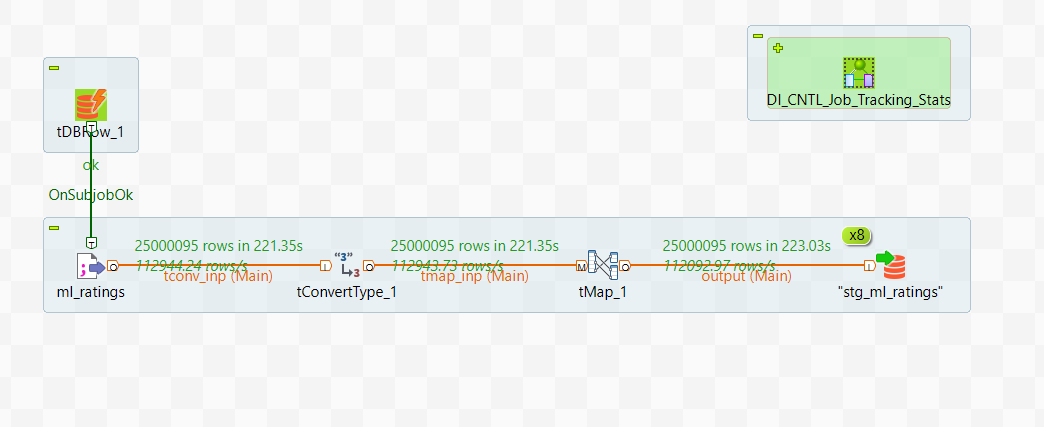 DI_CNTL_Job_Tracking_Stats
tDBRow_1
ok
OnSubjobOk
25000095 rows in 221.35s
112944.24 rows/s
tconv_inp (Main)
25000095 rows in 221.35s
112943.73 rows/s
tmap_inp (Main)
25000095 rows in 223.03s
112092.97 rows/s
output (Main)
x8
"3"
3
T
T
O
I
O
M
O
I
ml_ratings
tConvertType_1
tMap_1
"stg_ml_ratings"